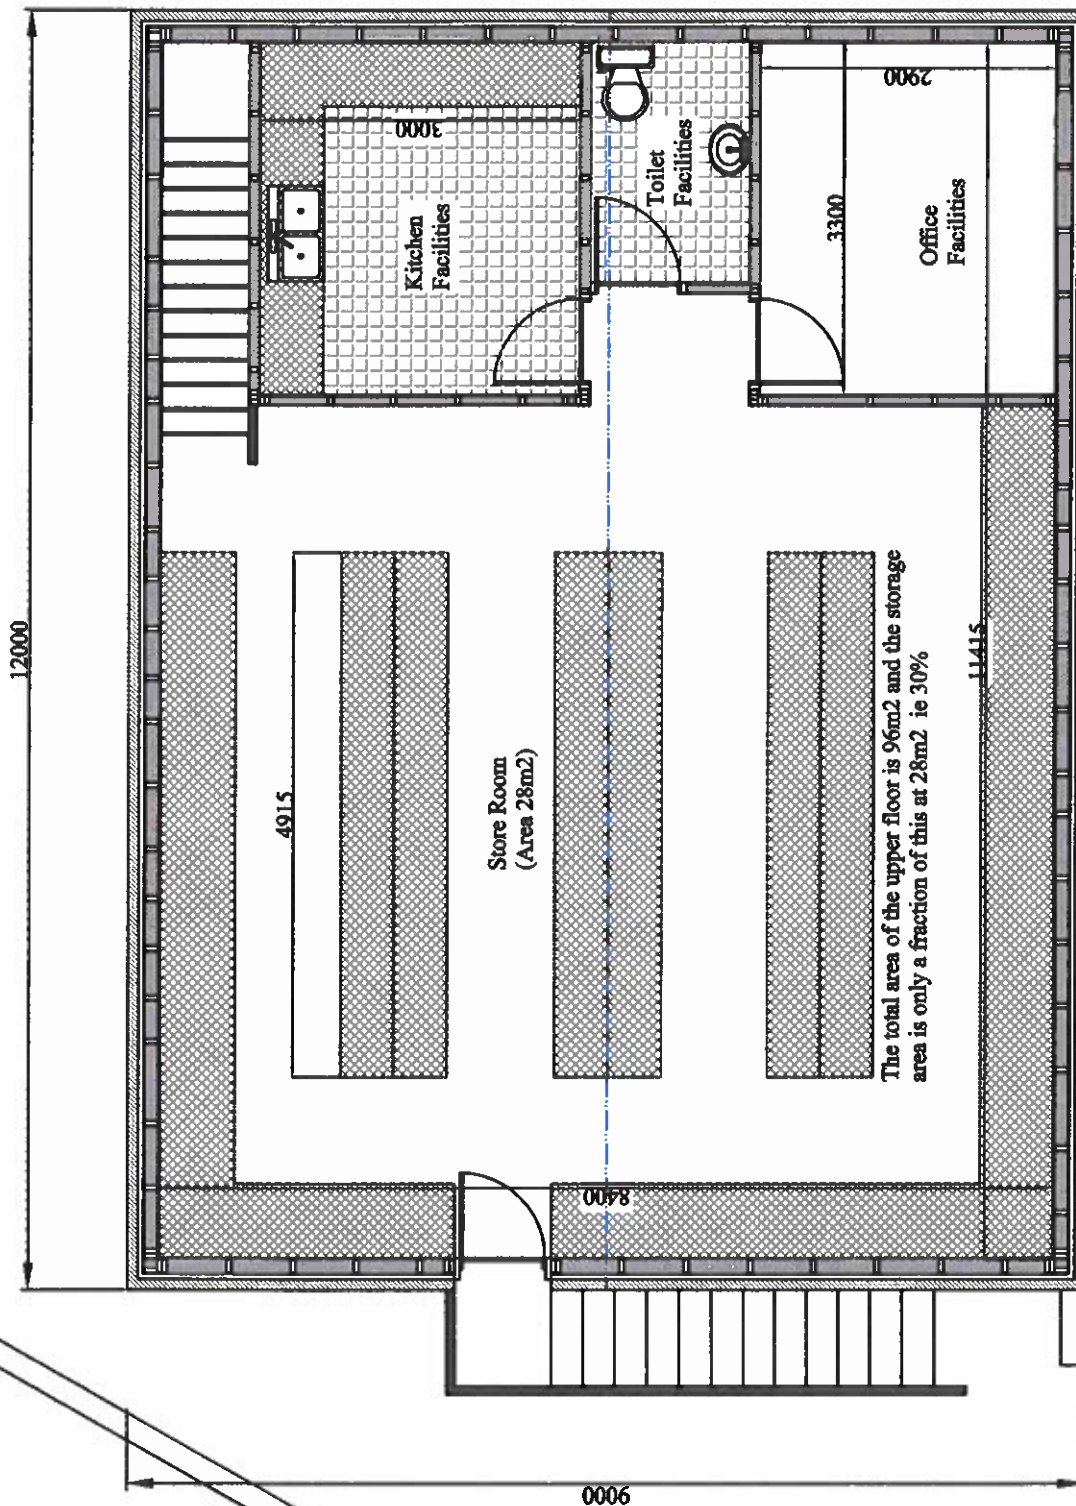 12000
3000
Kitchen
Facilities
Toilet
Facilities
2900
3300
Office
Facilities
4915
Store Room
(Area 28m2)
11415
The total area of the upper floor is 96m2 and the storage
area is only a fraction of this at 28m2 ie 30%
8400
9000